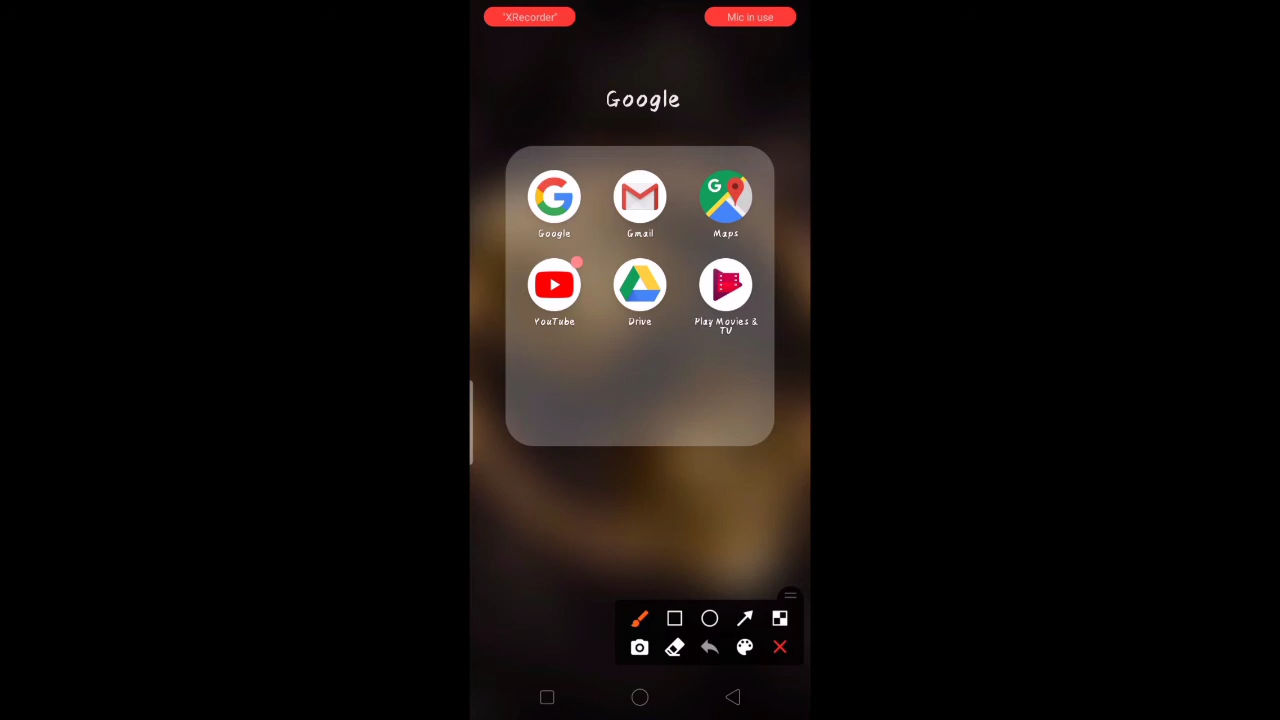 "XRecorder"
Mic in use
Google
G
Google
Gmail
Maps
YouTube
Drive
Play Movies &
TV